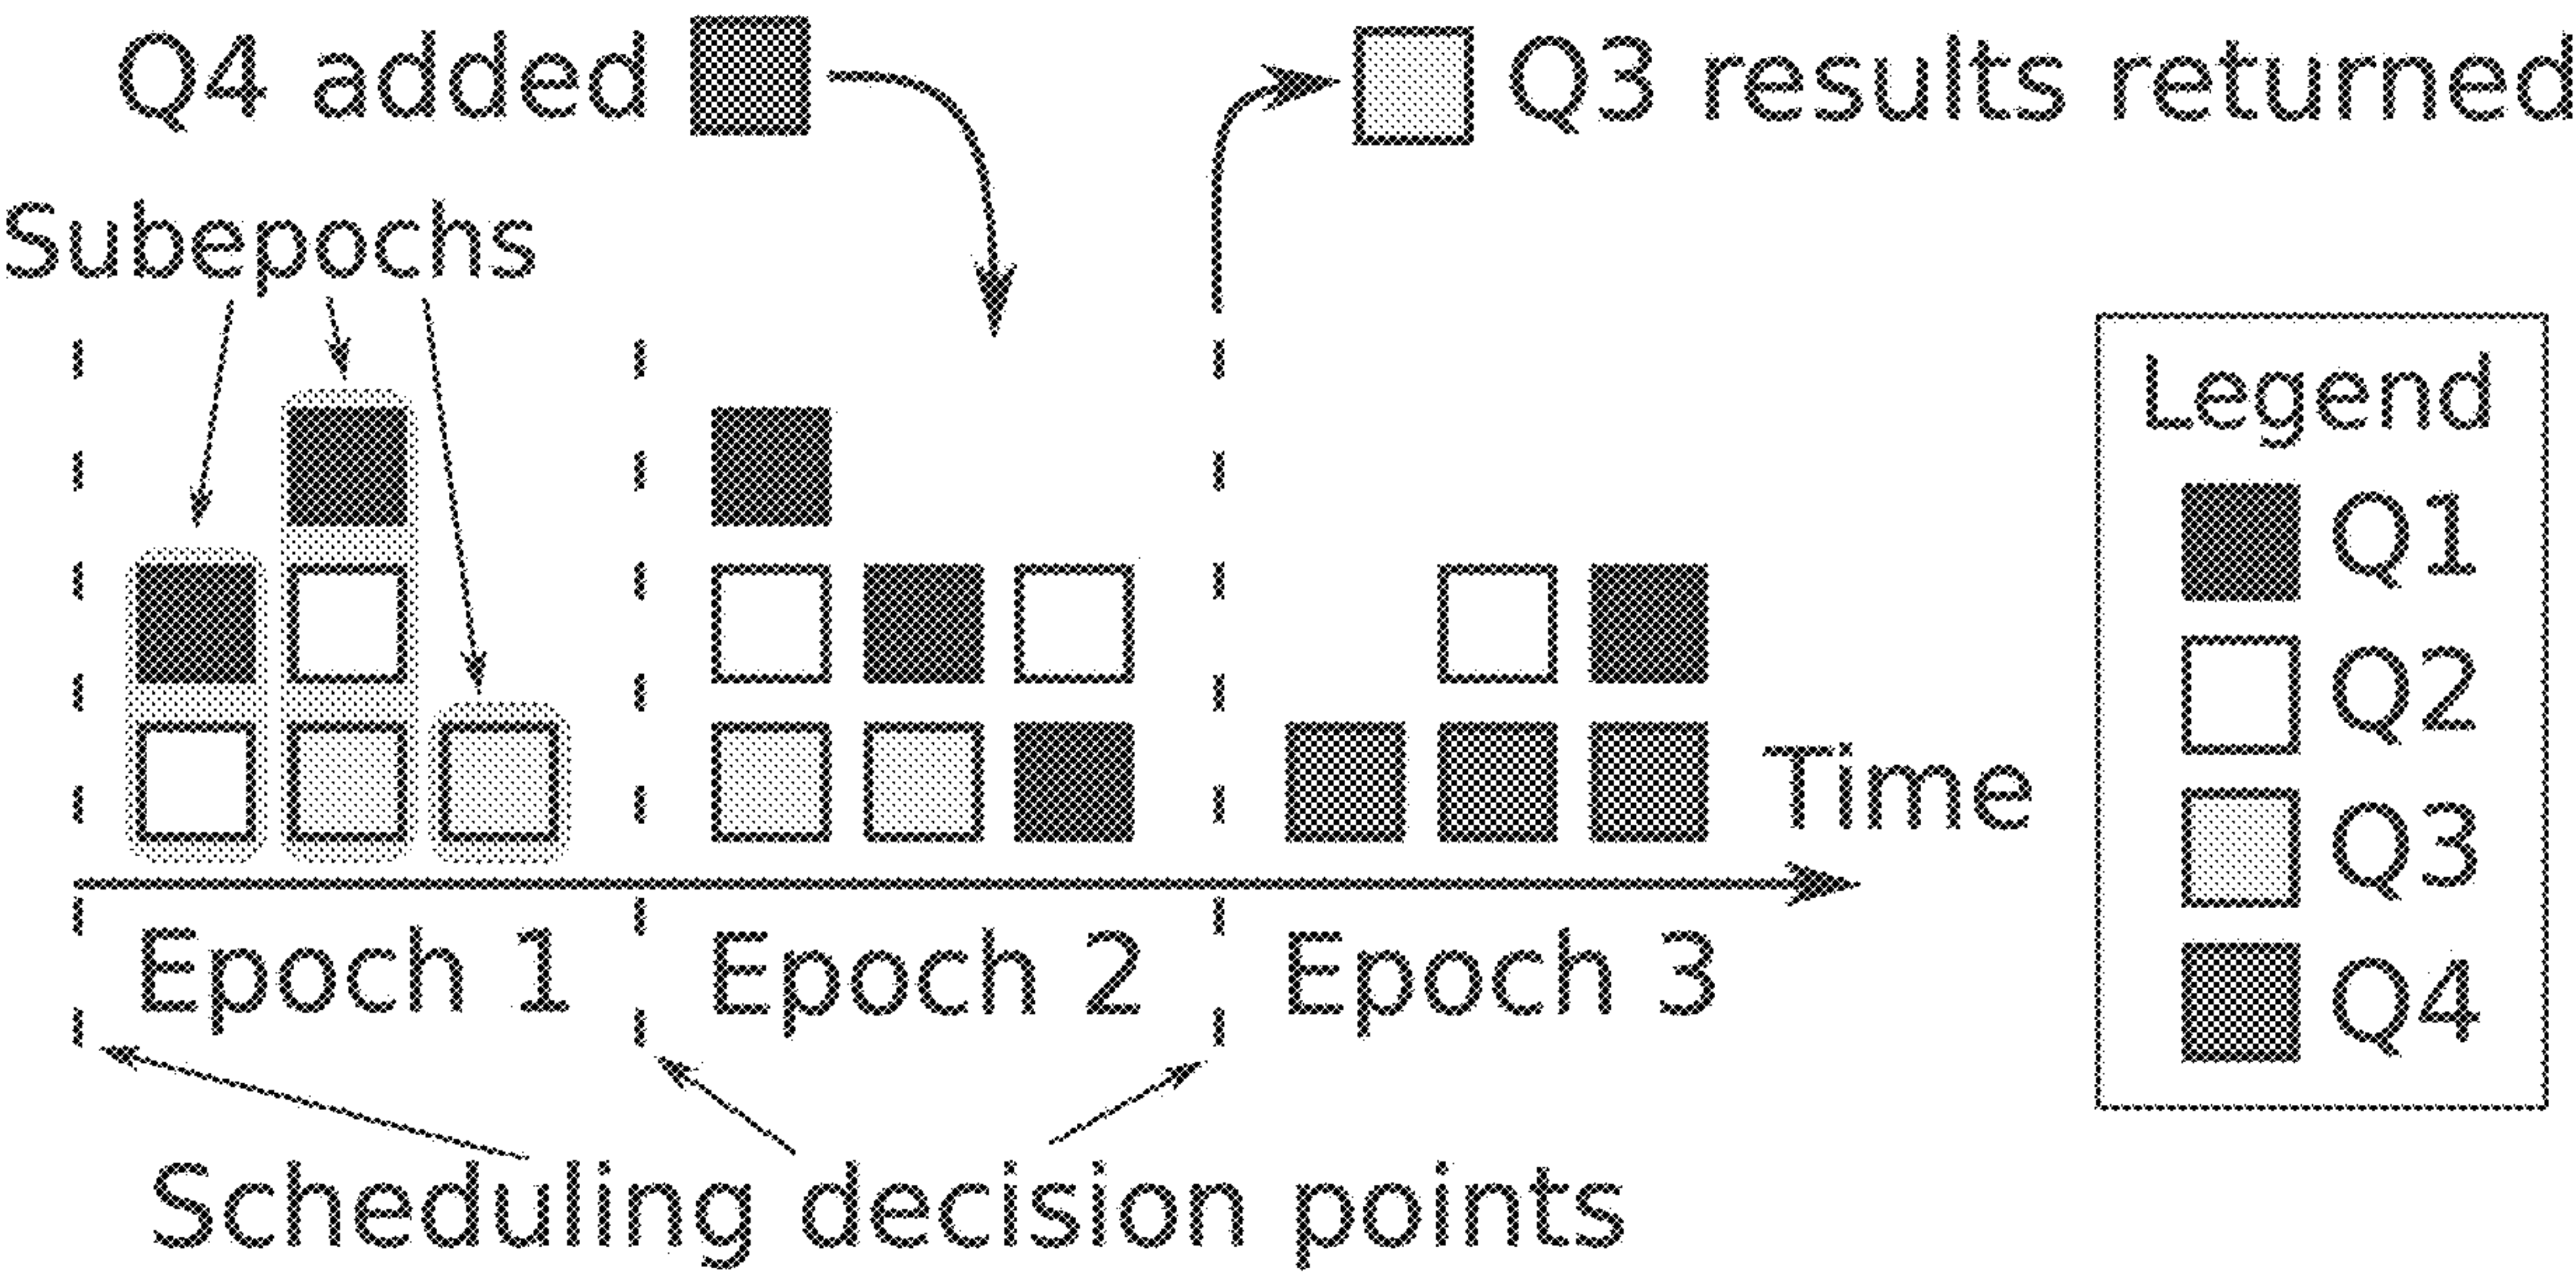 Q4 added
Q3 results returned
Subepochs
Legend
Q1
Q2
Q3
Q4
Time
Epoch 1
Epoch 2
Epoch 3
Scheduling decision points